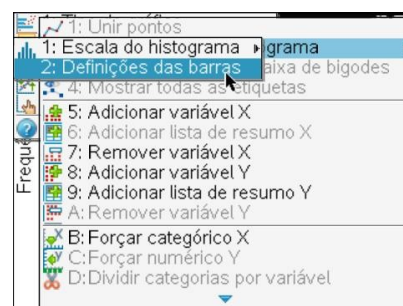 1: Unir pontos
1: Escala do histograma
grama
2: Definições das barras
aixa de bigodes
4: Mostrar todas as etiquetas
5: Adicionar variável X
6: Adicionar lista de resumo X
7: Remover variável X
8: Adicionar variável Y
9: Adicionar lista de resumo Y
A: Remover variável Y
B: Forçar categórico X
C: Forçar numérico Y
D: Dividir categorias por variável
Frequê